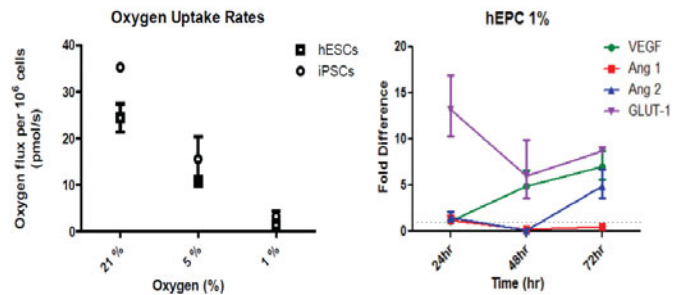 Oxygen Uptake Rates
Oxygen flux per 10⁶ cells
(pmol/s)
40
30
20
10
0
21 %
5 %
1 %
Oxygen (%)
hESCs
iPSCs
hEPC 1%
Fold Difference
20
15
10
5
0
24hr
48hr
72hr
Time (hr)
VEGF
Ang 1
Ang 2
GLUT-1